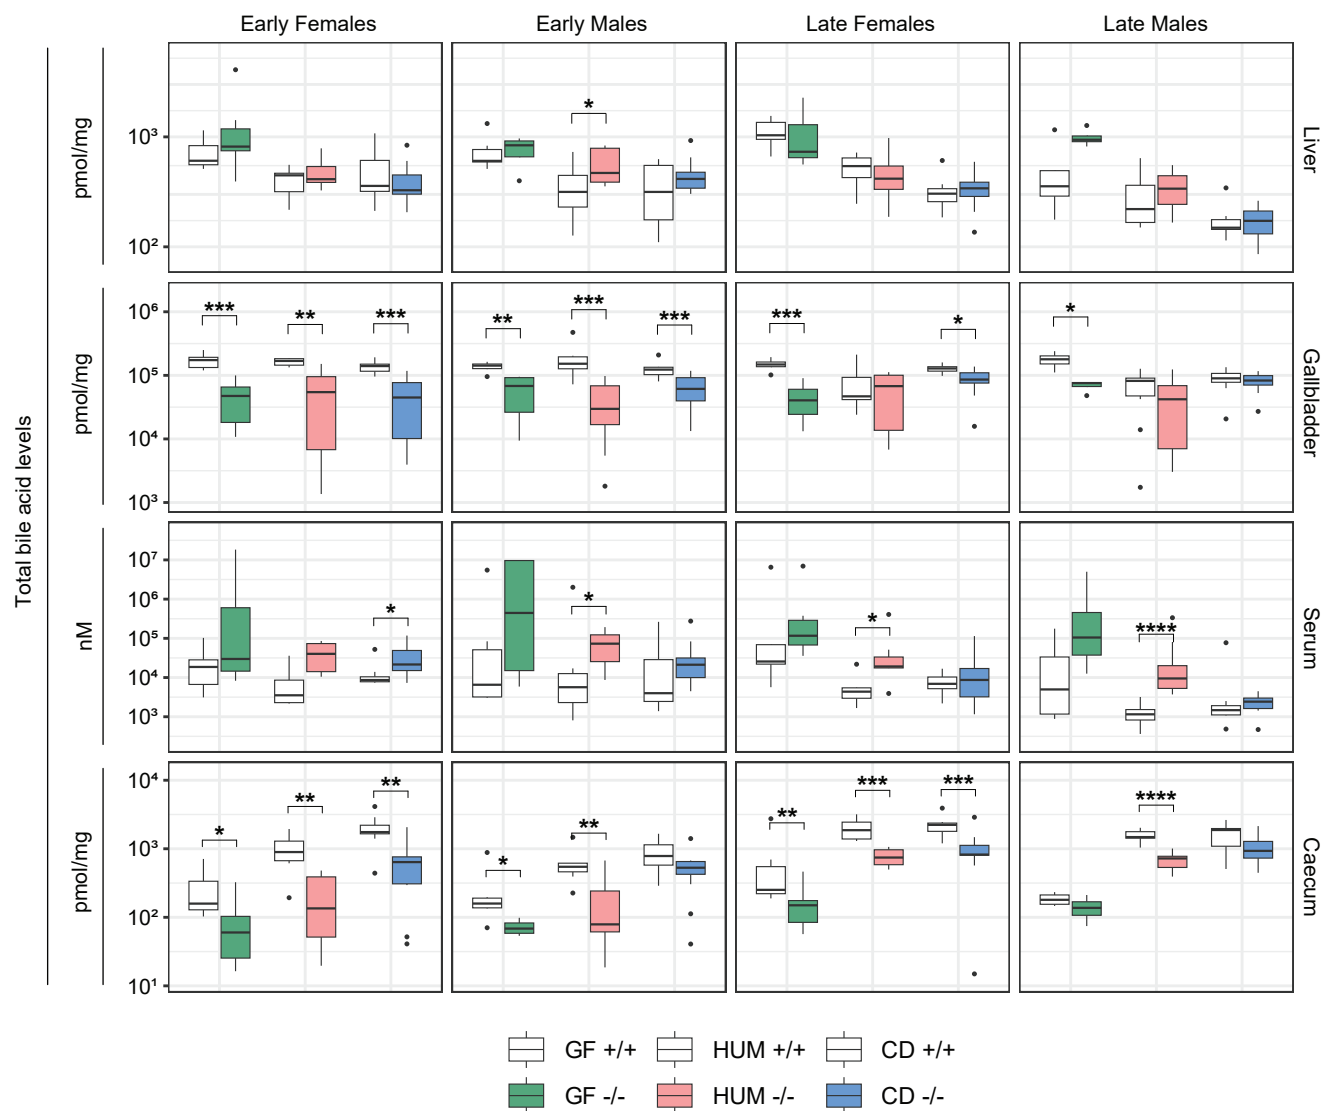 Early Females Early Males Late Females Late Males
Total bile acid levels
pmol/mg
10³
10²
*
Liver
pmol/mg
10⁶
10⁵
10⁴
10³
*** ** *** ** *** *** *** * *
Gallbladder
nM
10⁷
10⁶
10⁵
10⁴
10³
* * * ****
Serum
pmol/mg
10⁴
10³
10²
10¹
* ** ** * ** ** *** *** ****
Caecum
GF +/+ HUM +/+ CD +/+
GF -/- HUM -/- CD -/-